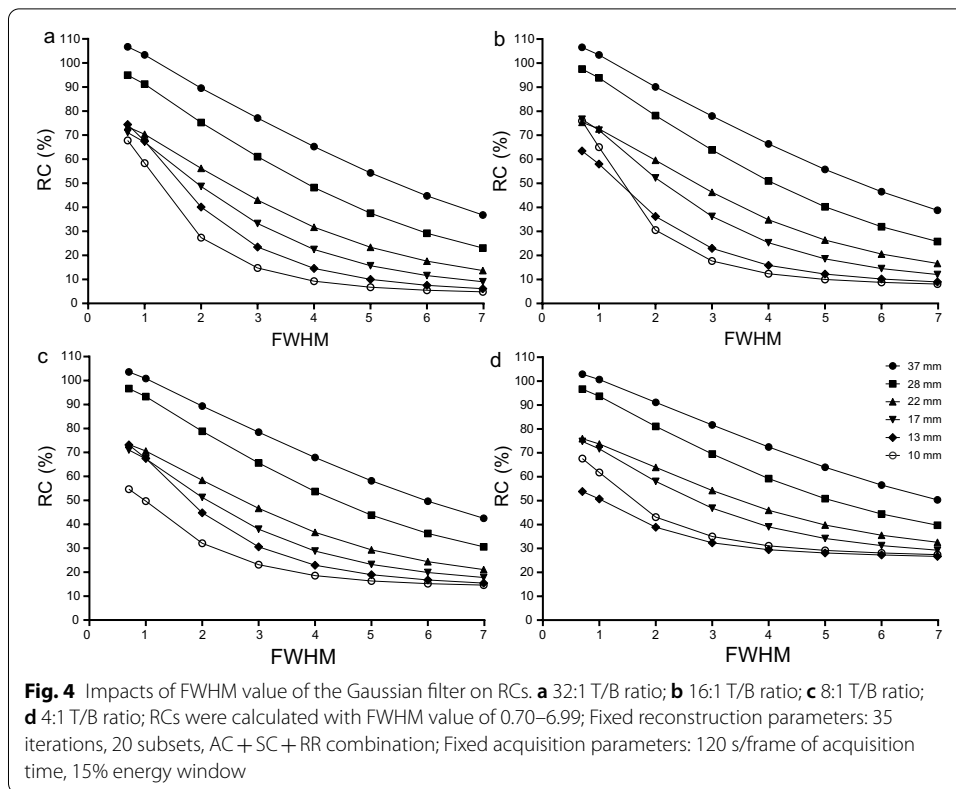 a
110
100
90
80
70
60
50
40
30
20
10
0
RC (%)
0 1 2 3 4 5 6 7
FWHM
b
110
100
90
80
70
60
50
40
30
20
10
0
RC (%)
0 1 2 3 4 5 6 7
FWHM
c
110
100
90
80
70
60
50
40
30
20
10
0
RC (%)
0 1 2 3 4 5 6 7
FWHM
d
110
100
90
80
70
60
50
40
30
20
10
0
RC (%)
0 1 2 3 4 5 6 7
FWHM
37 mm
28 mm
22 mm
17 mm
13 mm
10 mm
Fig. 4 Impacts of FWHM value of the Gaussian filter on RCs. a 32:1 T/B ratio; b 16:1 T/B ratio; c 8:1 T/B ratio;
d 4:1 T/B ratio; RCs were calculated with FWHM value of 0.70–6.99; Fixed reconstruction parameters: 35
iterations, 20 subsets, AC + SC + RR combination; Fixed acquisition parameters: 120 s/frame of acquisition
time, 15% energy window